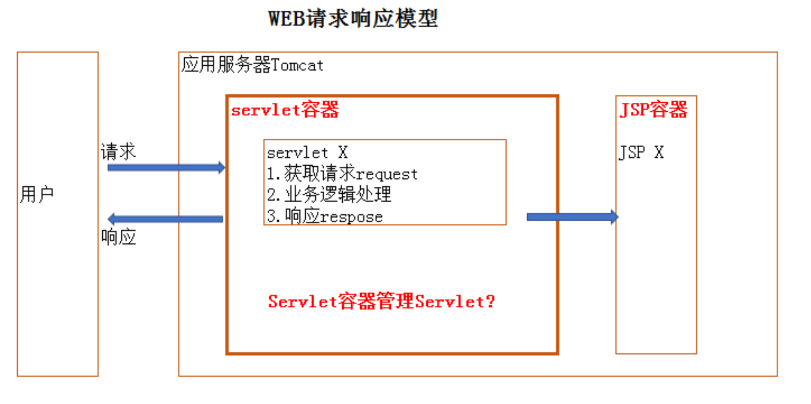 WEB请求响应模型
应用服务器Tomcat
servlet容器
JSP容器
请求
servlet X
JSP X
1.获取请求request
用户
2.业务逻辑处理
3.响应respose
响应
Servlet容器管理Servlet?